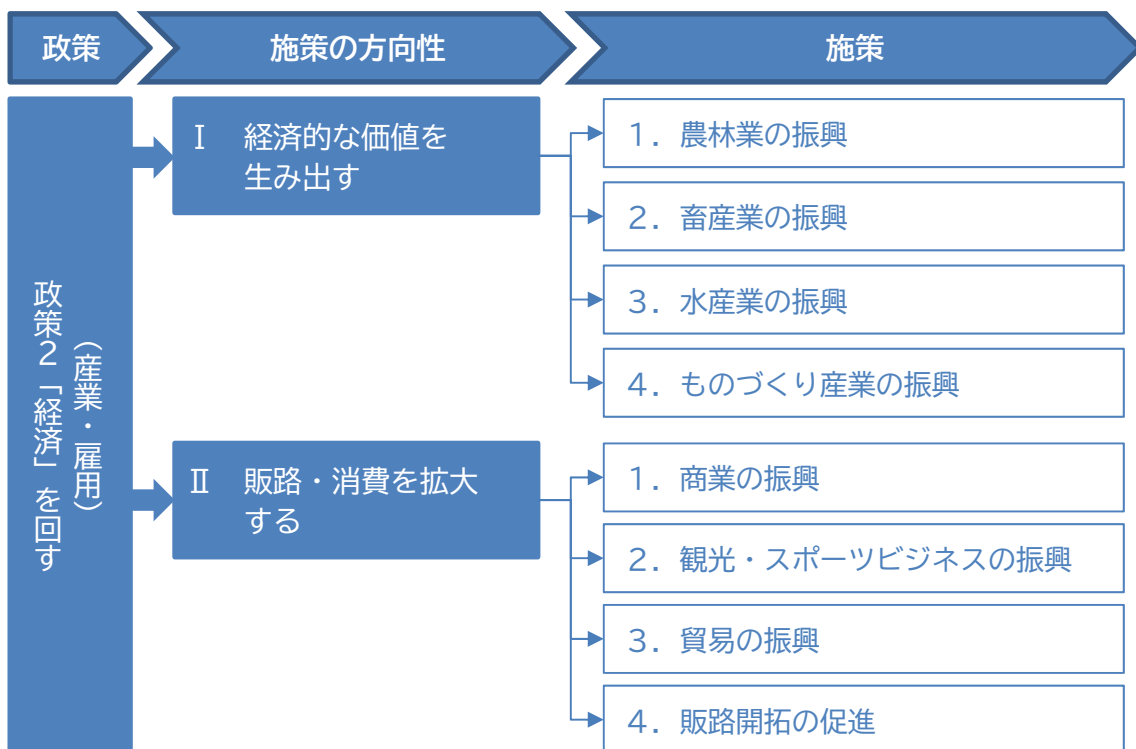 政策
施策の方向性
施策
政策2「経済」を回す
（産業・雇用）
Ⅰ 経済的な価値を
生み出す
1. 農林業の振興
2. 畜産業の振興
3. 水産業の振興
4. ものづくり産業の振興
Ⅱ 販路・消費を拡大
する
1. 商業の振興
2. 観光・スポーツビジネスの振興
3. 貿易の振興
4. 販路開拓の促進